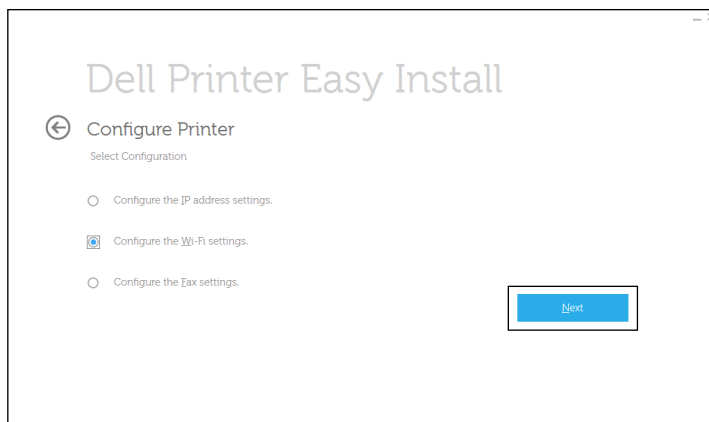 Dell Printer Easy Install
Configure Printer
Select Configuration
Configure the IP address settings.
Configure the Wi-Fi settings.
Configure the Fax settings.
Next